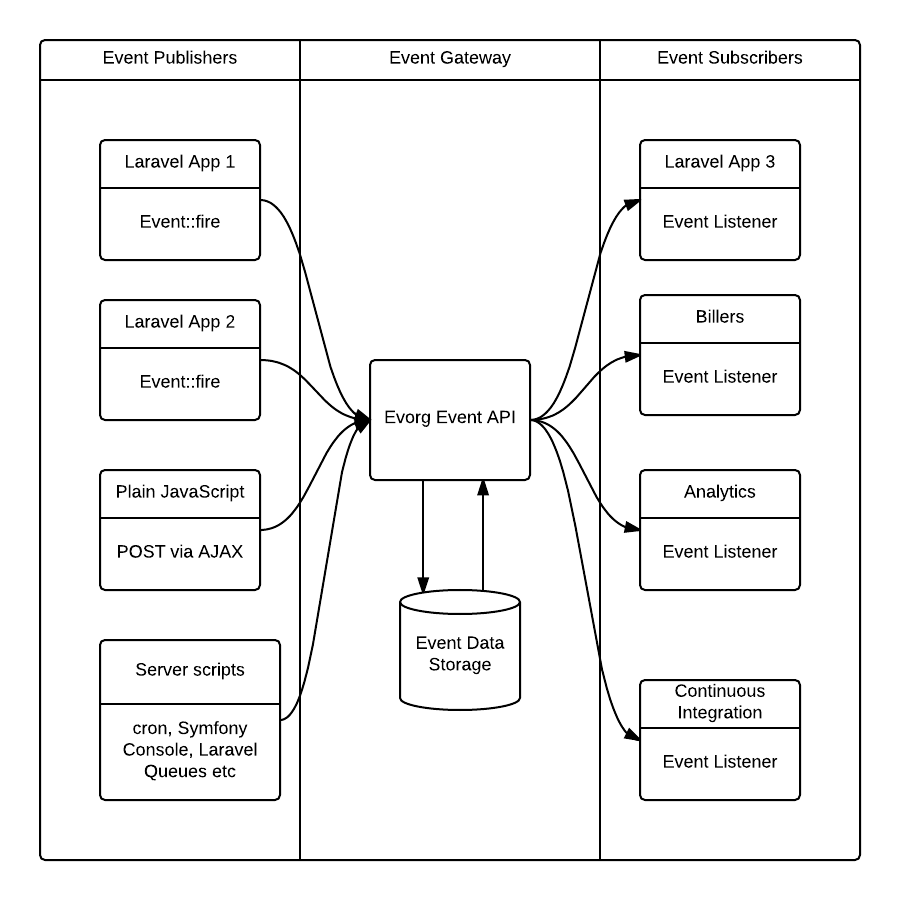 Event Publishers
Event Gateway
Event Subscribers
Laravel App 1
Event::fire
Laravel App 2
Event::fire
Plain JavaScript
POST via AJAX
Server scripts
cron, Symfony
Console, Laravel
Queues etc
Evorg Event API
Event Data
Storage
Laravel App 3
Event Listener
Billers
Event Listener
Analytics
Event Listener
Continuous
Integration
Event Listener